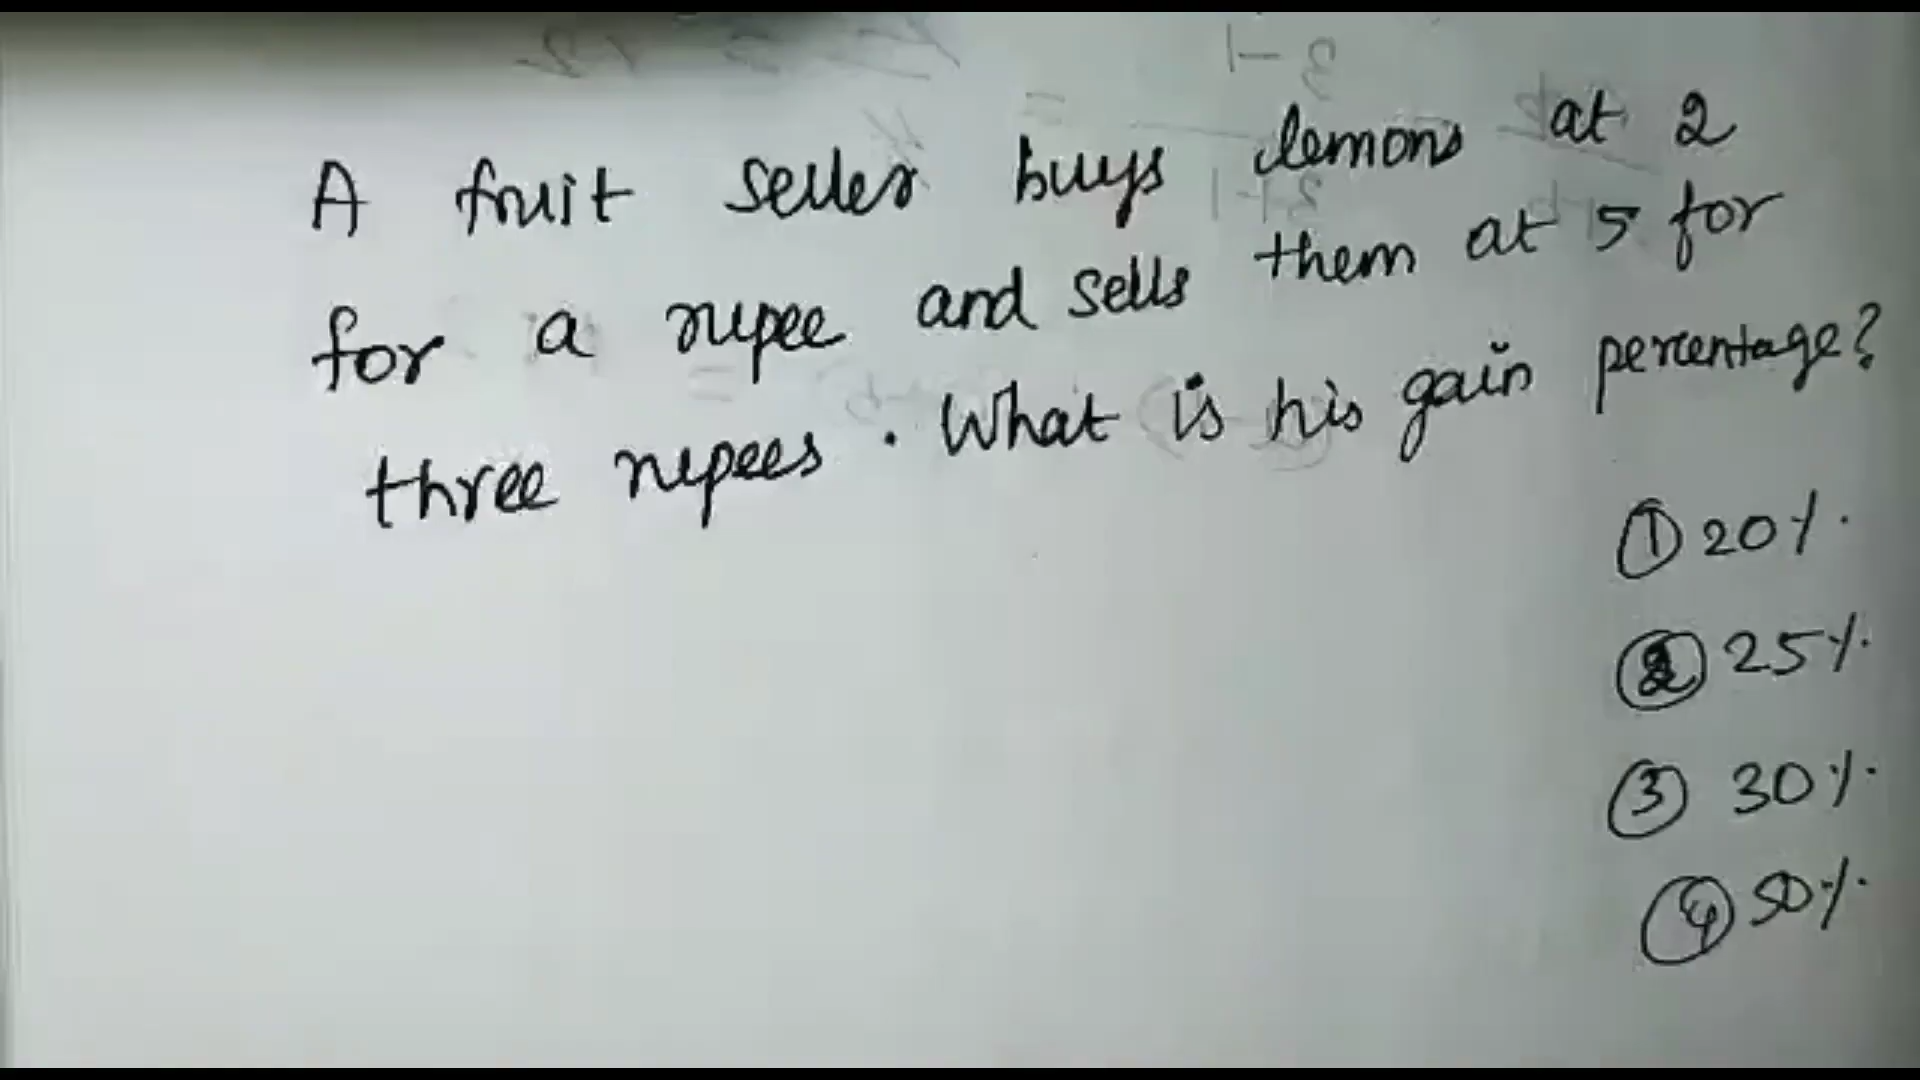 A fruit seller buys lemons at 2
for a rupee and sells them at 5 for
three rupees. What is his gain percentage?
① 20%.
② 25%.
③ 30%.
④ 50%.